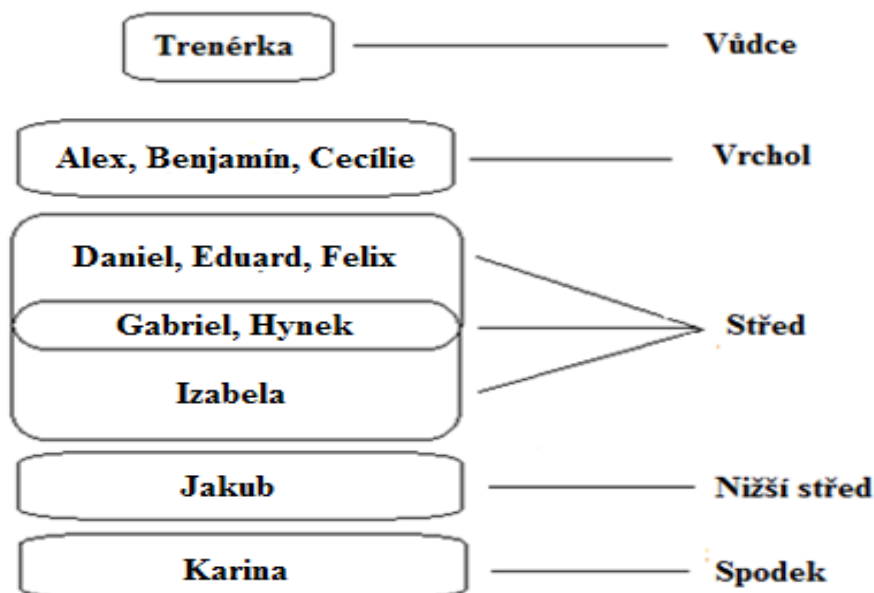 Trenérka Vůdce
Alex, Benjamín, Cecílie Vrchol
Daniel, Eduard, Felix
Gabriel, Hynek Střed
Izabela
Jakub Nižší střed
Karina Spodek